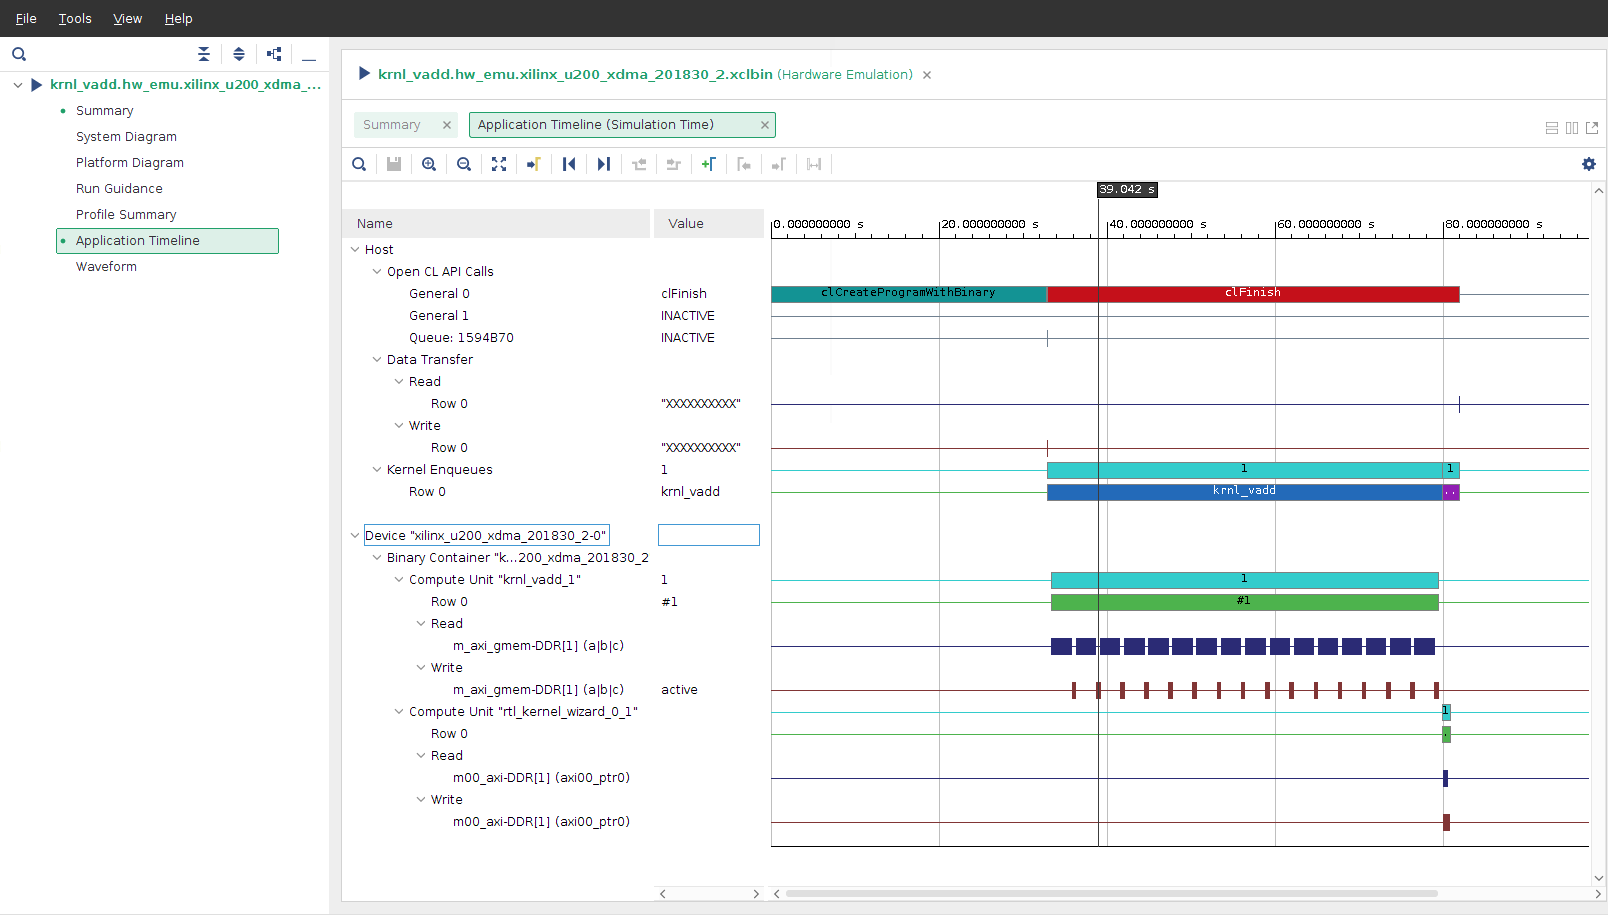 File Tools View Help
krnl_vadd.hw_emu.xilinx_u200_xdma_...
Summary
System Diagram
Platform Diagram
Run Guidance
Profile Summary
Application Timeline
Waveform
krnl_vadd.hw_emu.xilinx_u200_xdma_201830_2.xclbin (Hardware Emulation)
Summary
Application Timeline (Simulation Time)
39.042 s
Name Value 0.000000000 s 20.000000000 s 40.000000000 s 60.000000000 s 80.000000000 s
Host
Open CL API Calls
General 0 clFinish clCreateProgramWithBinary clFinish
General 1 INACTIVE
Queue: 1594B70 INACTIVE
Data Transfer
Read
Row 0 "XXXXXXXXXX"
Write
Row 0 "XXXXXXXXXX"
Kernel Enqueues 1 1 1
Row 0 krnl_vadd krnl_vadd ..
Device "xilinx_u200_xdma_201830_2-0"
Binary Container "k...200_xdma_201830_2
Compute Unit "krnl_vadd_1" 1 1
Row 0 #1 #1
Read
m_axi_gmem-DDR[1] (a|b|c)
Write
m_axi_gmem-DDR[1] (a|b|c) active
Compute Unit "rtl_kernel_wizard_0_1" 1
Row 0 .
Read
m00_axi-DDR[1] (axi00_ptr0)
Write
m00_axi-DDR[1] (axi00_ptr0)